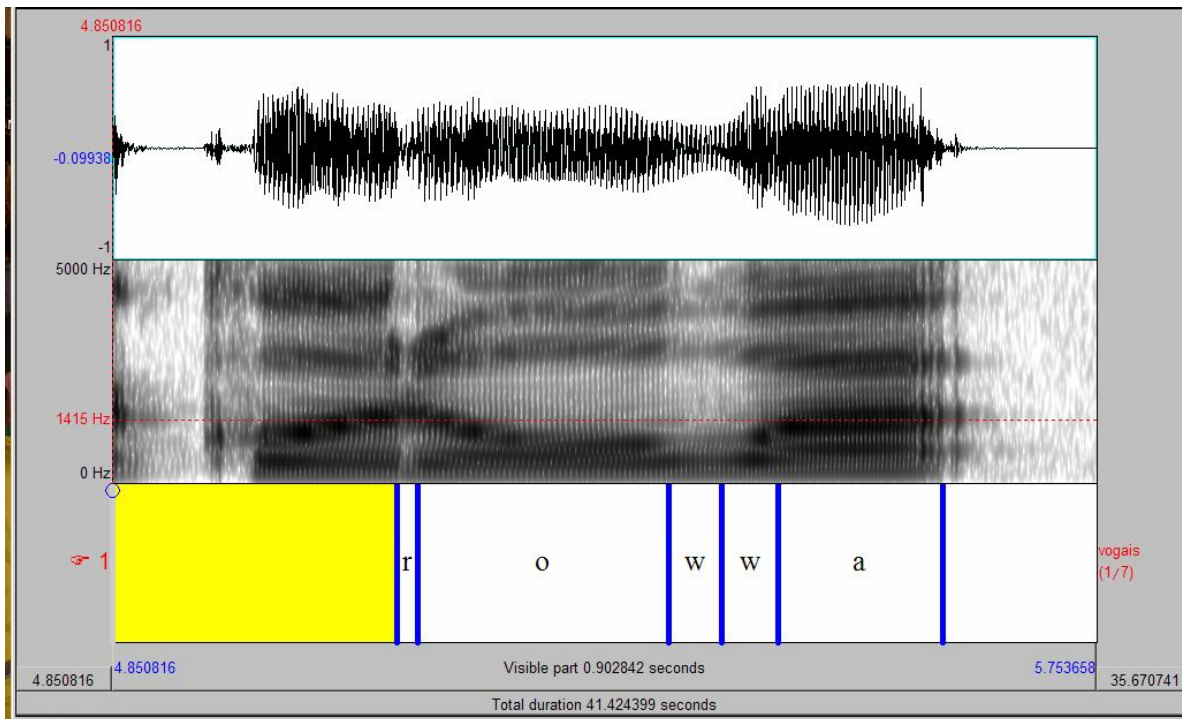 4.850816
1
-0.09938
-1
5000 Hz
1415 Hz
0 Hz
☞ 1 r o w w a vogais
(1/7)
4.850816 Visible part 0.902842 seconds 5.753658
4.850816 35.670741
Total duration 41.424399 seconds